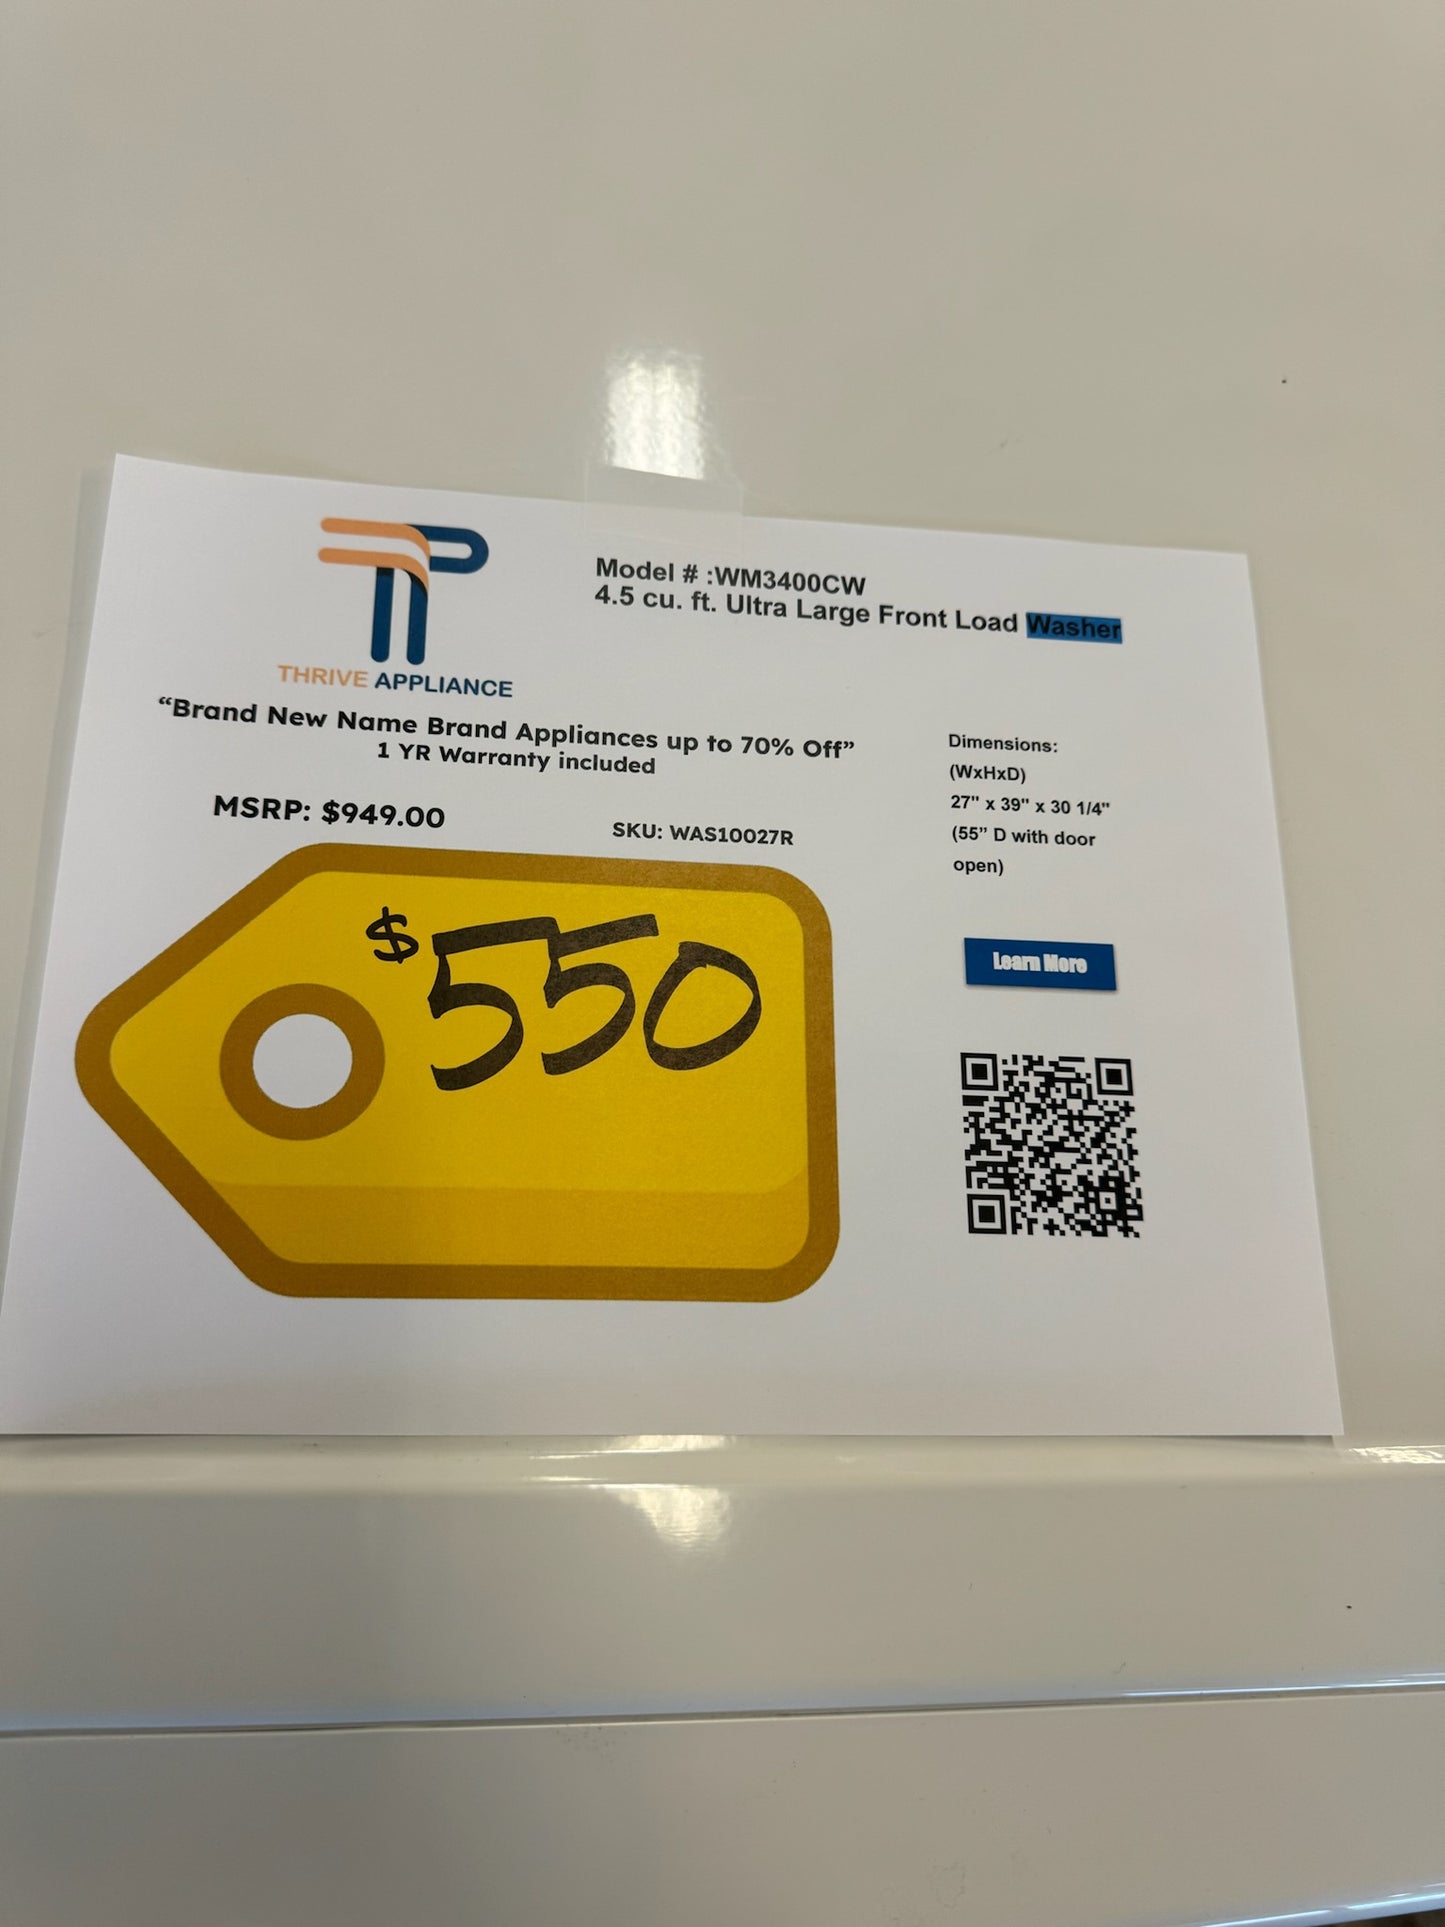 THRIVE APPLIANCE
Model # :WM3400CW
4.5 cu. ft. Ultra Large Front Load Washer
“Brand New Name Brand Appliances up to 70% Off”
1 YR Warranty included
MSRP: $949.00
SKU: WAS10027R
$550
Dimensions:
(WxHxD)
27" x 39" x 30 1/4"
(55” D with door
open)
Learn More